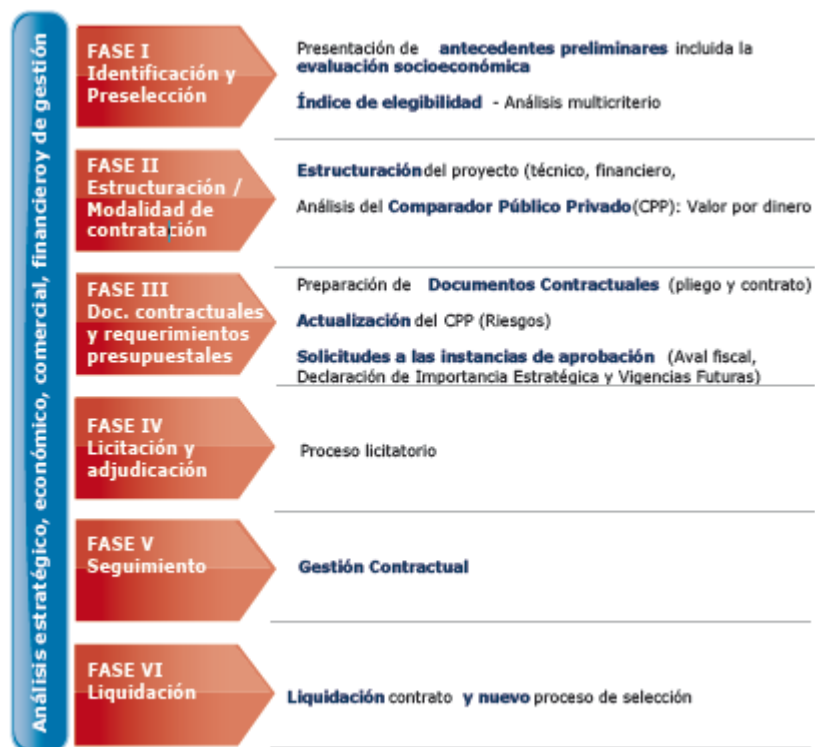 Análisis estratégico, económico, comercial, financieroy de gestión
FASE I
Identificación y
Preselección
Presentación de antecedentes preliminares incluida la
evaluación socioeconómica
Índice de elegibilidad - Análisis multicriterio
FASE II
Estructuración /
Modalidad de
contratación
Estructuración del proyecto (técnico, financiero,
Análisis del Comparador Público Privado(CPP): Valor por dinero
FASE III
Doc. contractuales
y requerimientos
presupuestales
Preparación de Documentos Contractuales (pliego y contrato)
Actualización del CPP (Riesgos)
Solicitudes a las instancias de aprobación (Aval fiscal,
Declaración de Importancia Estratégica y Vigencias Futuras)
FASE IV
Licitación y
adjudicación
Proceso licitatorio
FASE V
Seguimiento
Gestión Contractual
FASE VI
Liquidación
Liquidación contrato y nuevo proceso de selección